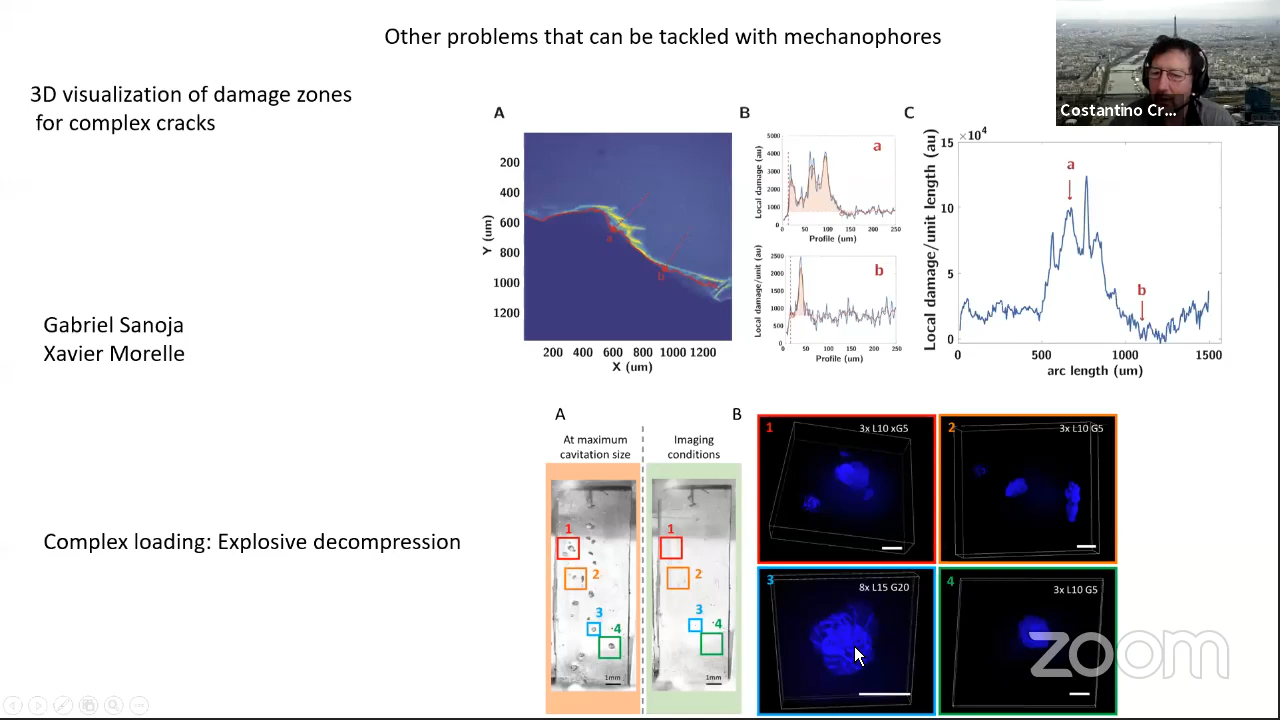 Other problems that can be tackled with mechanophores
Costantino Cr...
3D visualization of damage zones
for complex cracks
A
200
400
600
800
1000
1200
Y (um)
a
b
200 400 600 800 1000 1200
X (um)
B
5000
4000
3000
2000
1000
0
Local damage (au)
a
0 50 100 150 200 250
Profile (um)
2500
2000
1500
1000
500
0
Local damage/unit (au)
b
0 50 100 150 200 250
Profile (um)
C
×10⁴
15
10
5
0
Local damage/unit length (au)
a
b
0 500 1000 1500
arc length (um)
Gabriel Sanoja
Xavier Morelle
Complex loading: Explosive decompression
A
At maximum
cavitation size
Imaging
conditions
1
2
3
4
1mm
1
2
3
4
1mm
B
1
3x L10 xG5
2
3x L10 G5
3
8x L15 G20
4
3x L10 G5
zoom